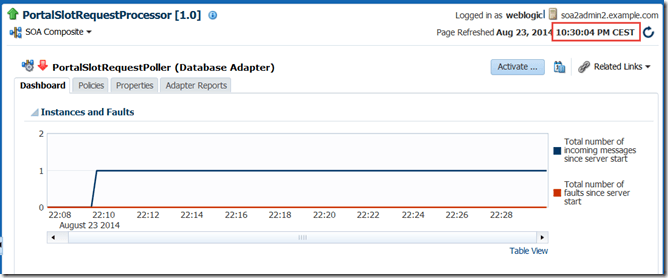 PortalSlotRequestProcessor [1.0]
Logged in as weblogic
soa2admin2.example.com
SOA Composite
Page Refreshed Aug 23, 2014 10:30:04 PM CEST
PortalSlotRequestPoller (Database Adapter)
Activate ...
Related Links
Dashboard
Policies
Properties
Adapter Reports
Instances and Faults
2
1
0
22:08
22:10
22:12
22:14
22:16
22:18
22:20
22:22
22:24
22:26
22:28
August 23 2014
Total number of
incoming messages
since server start
Total number of
faults since server
start
Table View